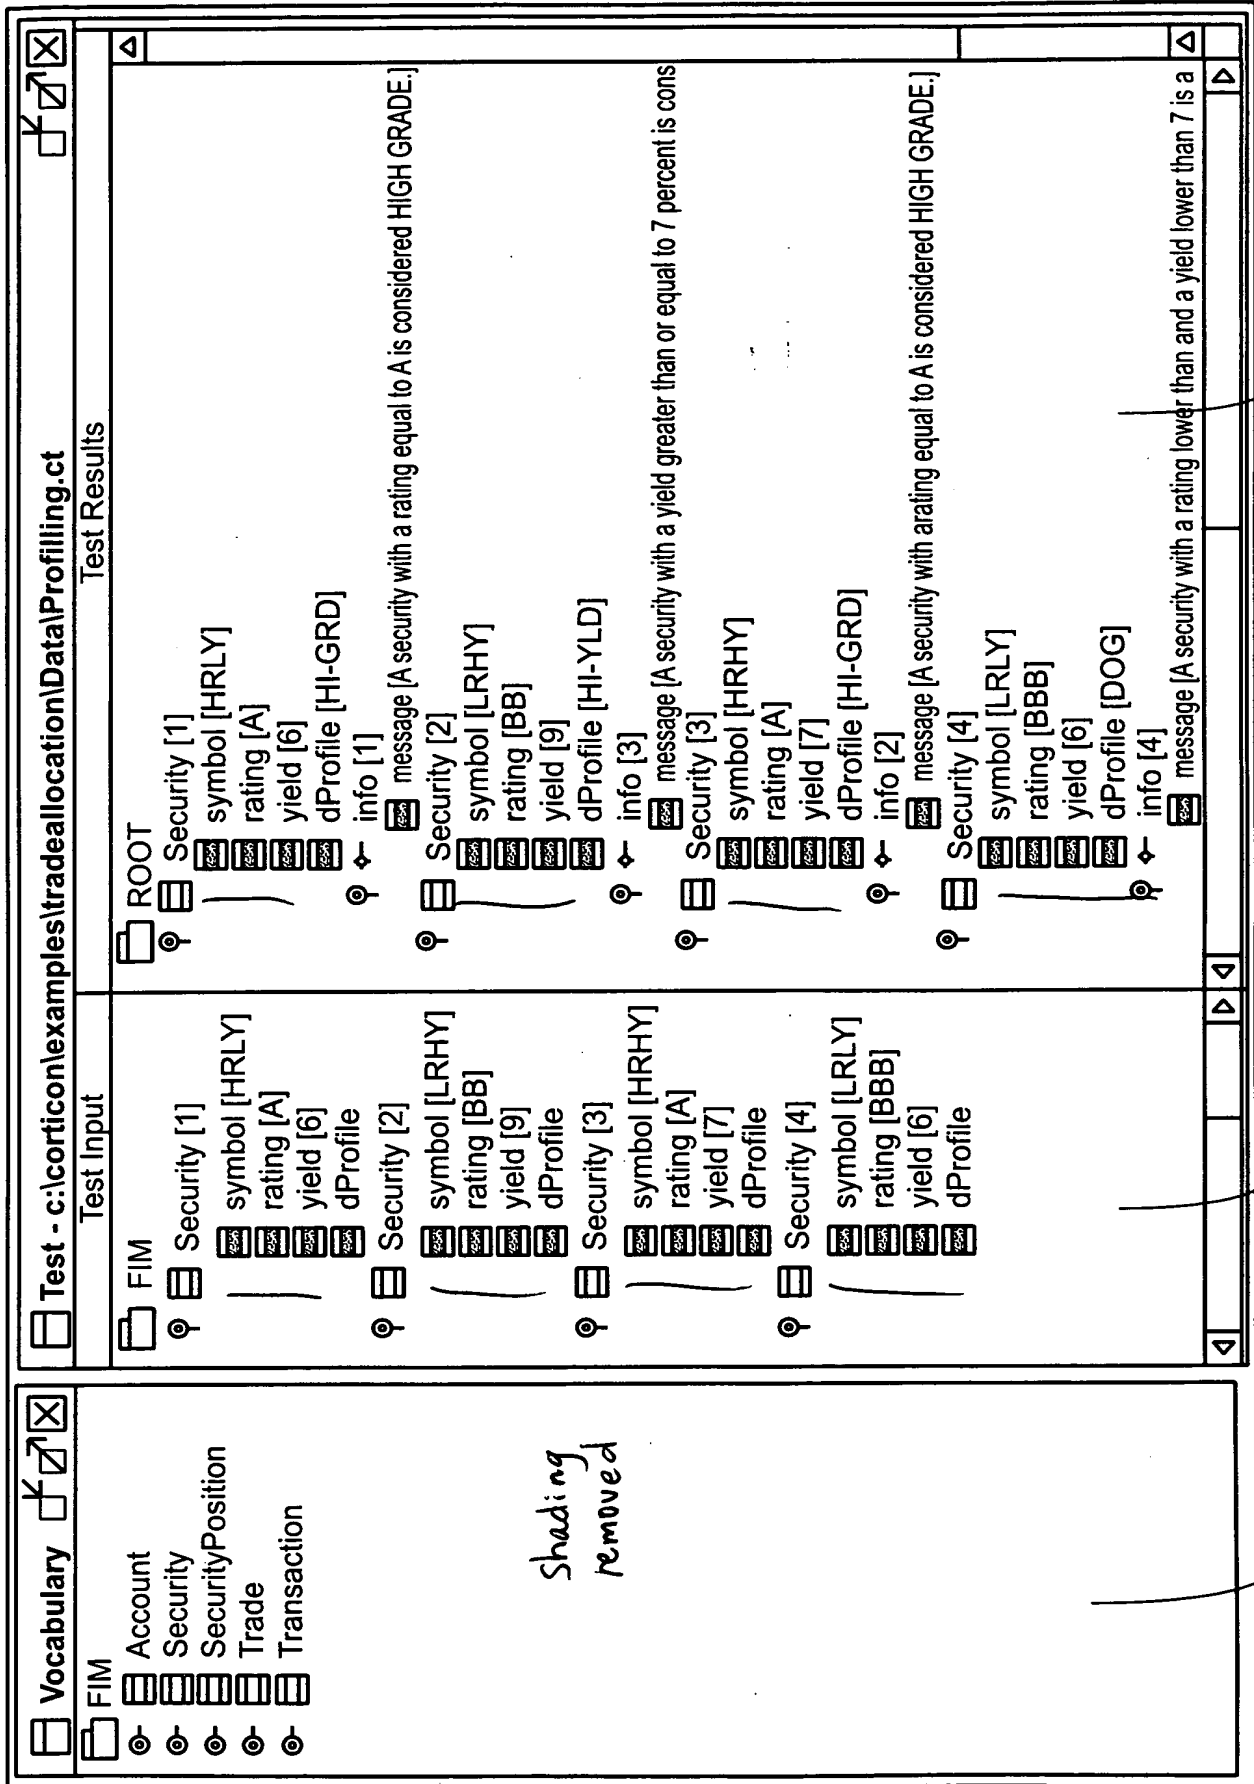 Vocabulary
FIM
Account
Security
SecurityPosition
Trade
Transaction
Shading
removed
Test - c:\corticon\examples\tradeallocation\Data\Profilling.ct
Test Input
FIM
Security [1]
symbol [HRLY]
rating [A]
yield [6]
dProfile
Security [2]
symbol [LRHY]
rating [BB]
yield [9]
dProfile
Security [3]
symbol [HRHY]
rating [A]
yield [7]
dProfile
Security [4]
symbol [LRLY]
rating [BBB]
yield [6]
dProfile
Test Results
ROOT
Security [1]
symbol [HRLY]
rating [A]
yield [6]
dProfile [HI-GRD]
info [1]
message [A security with a rating equal to A is considered HIGH GRADE.]
Security [2]
symbol [LRHY]
rating [BB]
yield [9]
dProfile [HI-YLD]
info [3]
message [A security with a yield greater than or equal to 7 percent is cons
Security [3]
symbol [HRHY]
rating [A]
yield [7]
dProfile [HI-GRD]
info [2]
message [A security with arating equal to A is considered HIGH GRADE.]
Security [4]
symbol [LRLY]
rating [BBB]
yield [6]
dProfile [DOG]
info [4]
message [A security with a rating lower than and a yield lower than 7 is a